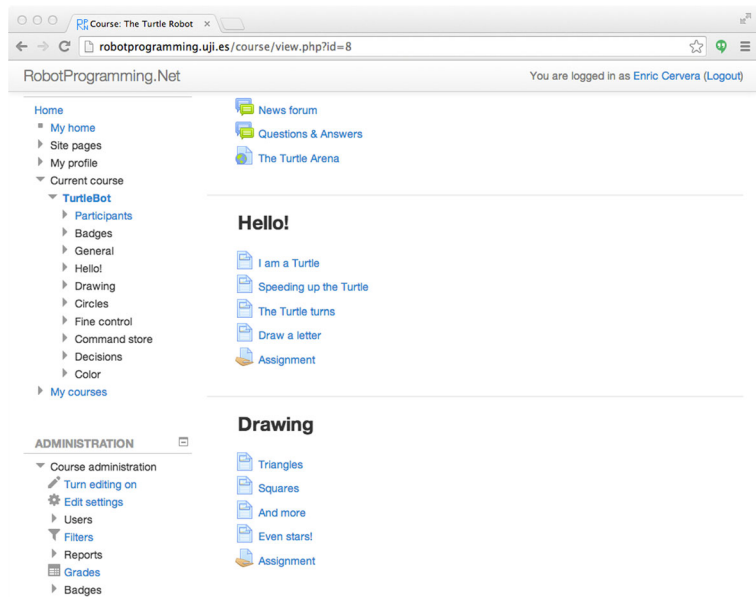 Course: The Turtle Robot
robotprogramming.uji.es/course/view.php?id=8
RobotProgramming.Net
You are logged in as Enric Cervera (Logout)
Home
My home
Site pages
My profile
Current course
TurtleBot
Participants
Badges
General
Hello!
Drawing
Circles
Fine control
Command store
Decisions
Color
My courses
ADMINISTRATION
Course administration
Turn editing on
Edit settings
Users
Filters
Reports
Grades
Badges
News forum
Questions & Answers
The Turtle Arena
Hello!
I am a Turtle
Speeding up the Turtle
The Turtle turns
Draw a letter
Assignment
Drawing
Triangles
Squares
And more
Even stars!
Assignment